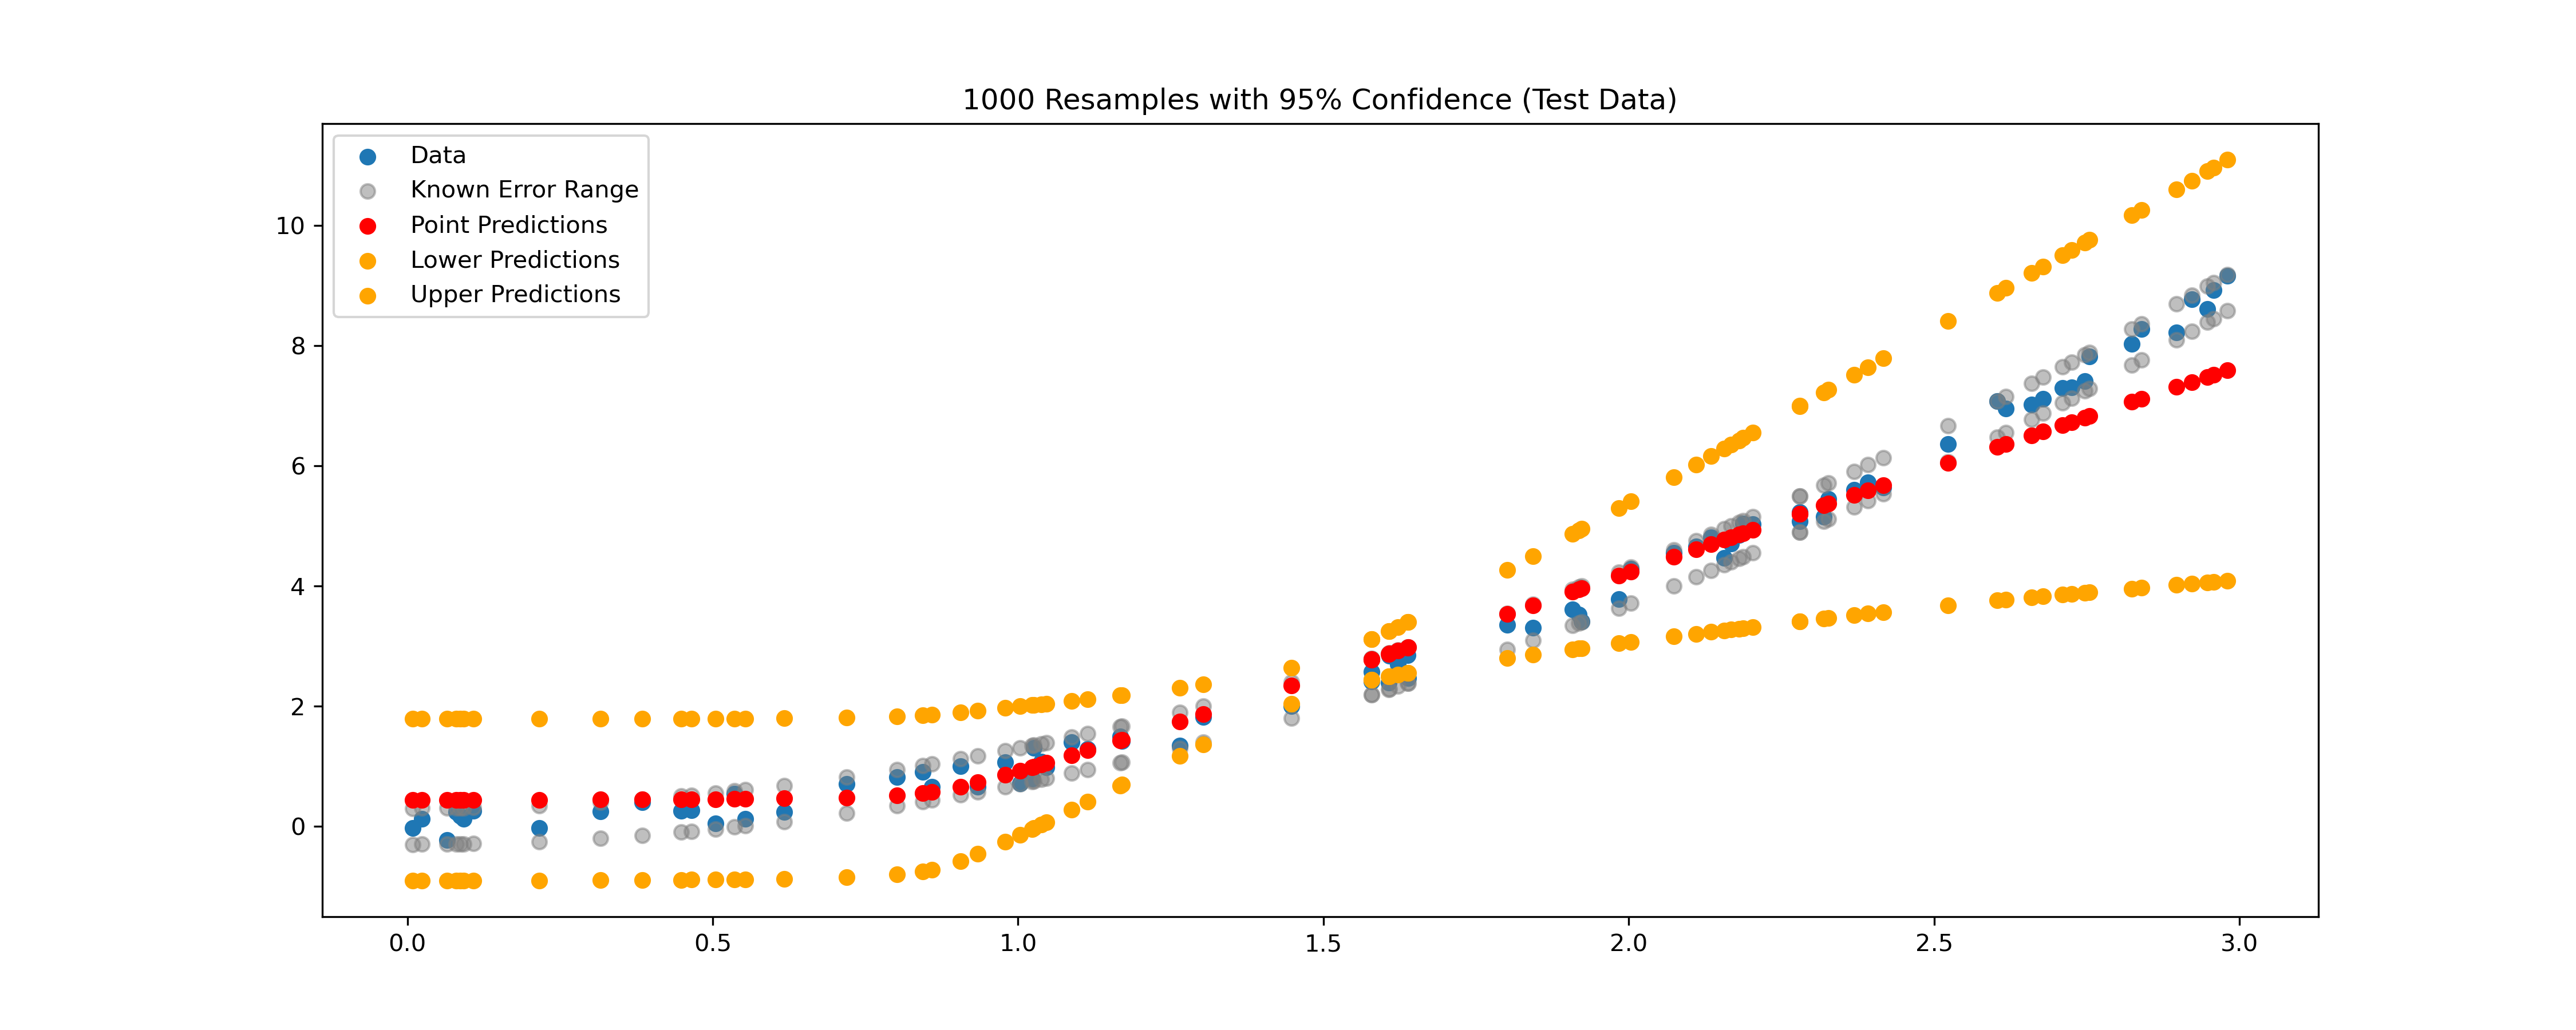 1000 Resamples with 95% Confidence (Test Data)
Data
Known Error Range
Point Predictions
Lower Predictions
Upper Predictions
10
8
6
4
2
0
0.0 0.5 1.0 1.5 2.0 2.5 3.0